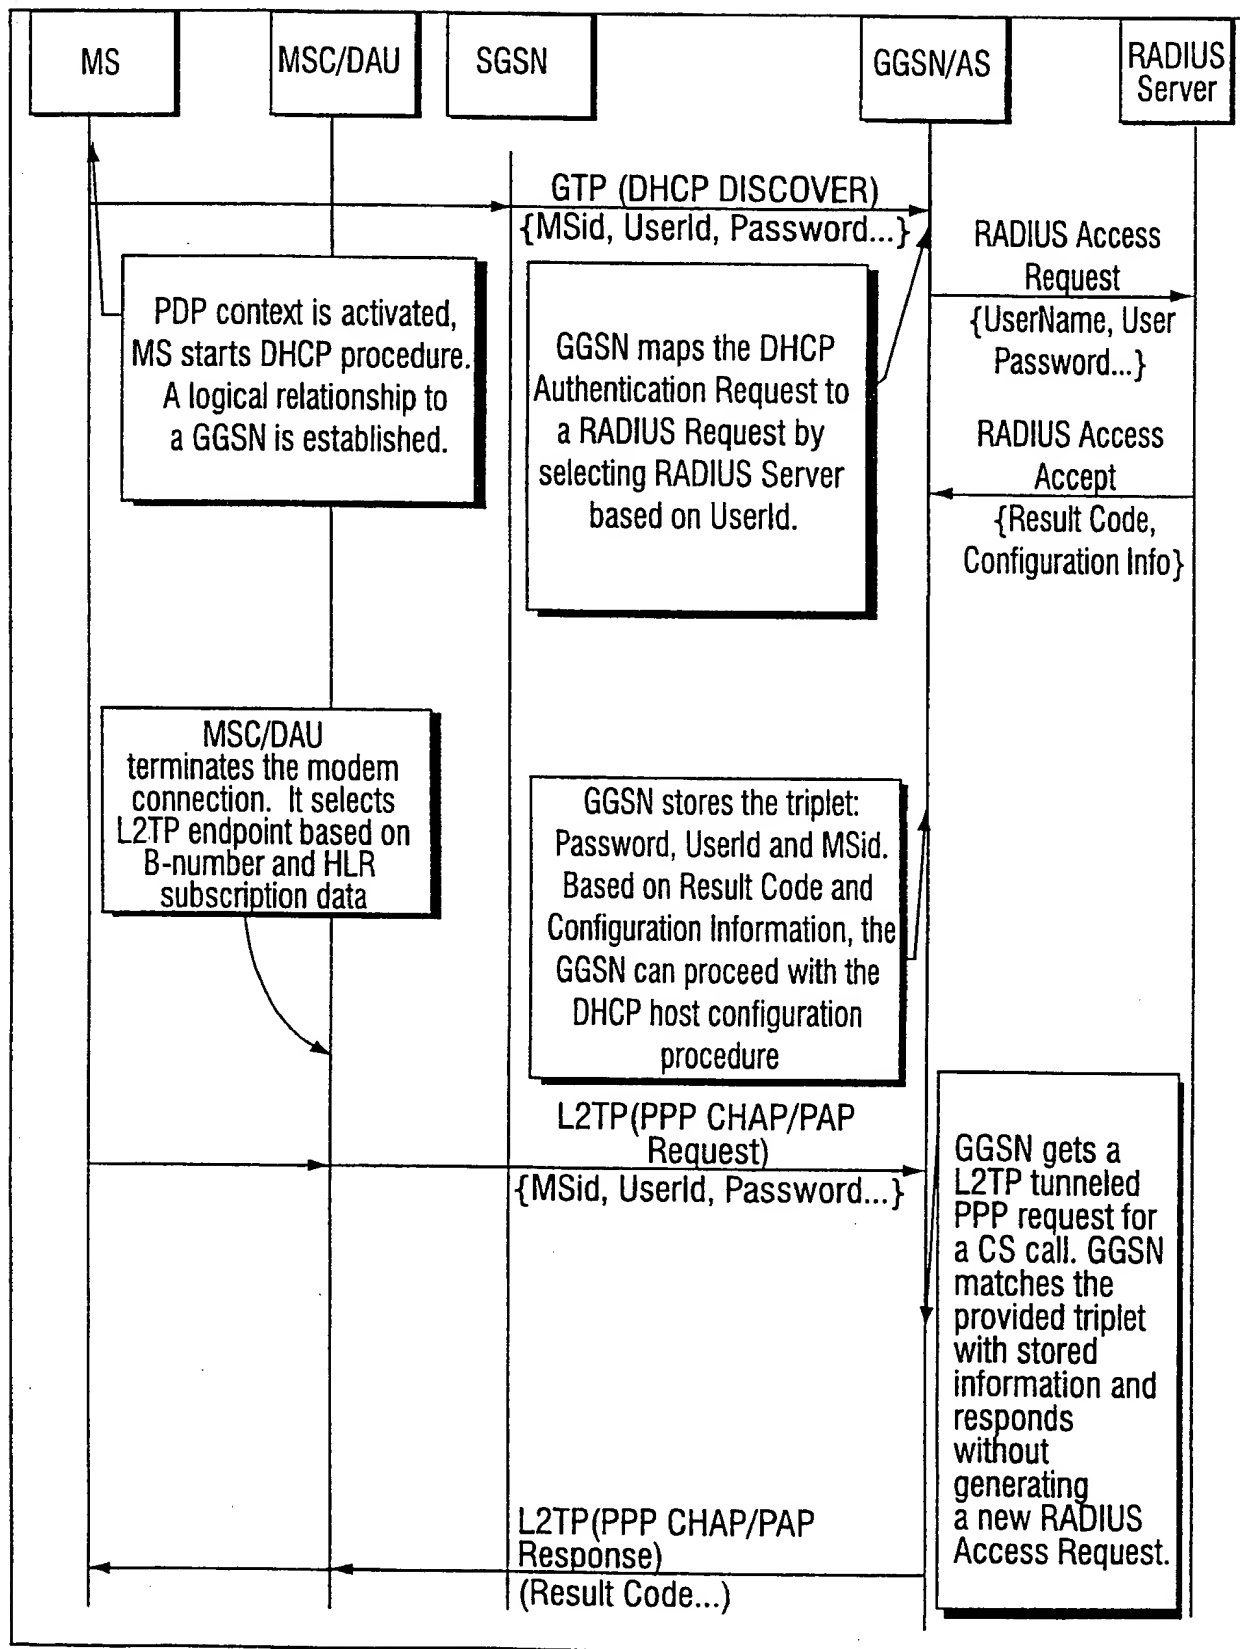 MS
MSC/DAU
SGSN
GGSN/AS
RADIUS
Server
GTP (DHCP DISCOVER)
{MSid, UserId, Password...}
RADIUS Access
Request
{UserName, User
Password...}
PDP context is activated,
MS starts DHCP procedure.
A logical relationship to
a GGSN is established.
GGSN maps the DHCP
Authentication Request to
a RADIUS Request by
selecting RADIUS Server
based on UserId.
RADIUS Access
Accept
{Result Code,
Configuration Info}
MSC/DAU
terminates the modem
connection. It selects
L2TP endpoint based on
B-number and HLR
subscription data
GGSN stores the triplet:
Password, UserId and MSid.
Based on Result Code and
Configuration Information, the
GGSN can proceed with the
DHCP host configuration
procedure
L2TP(PPP CHAP/PAP
Request)
{MSid, UserId, Password...}
GGSN gets a
L2TP tunneled
PPP request for
a CS call. GGSN
matches the
provided triplet
with stored
information and
responds
without
generating
a new RADIUS
Access Request.
L2TP(PPP CHAP/PAP
Response)
(Result Code...)